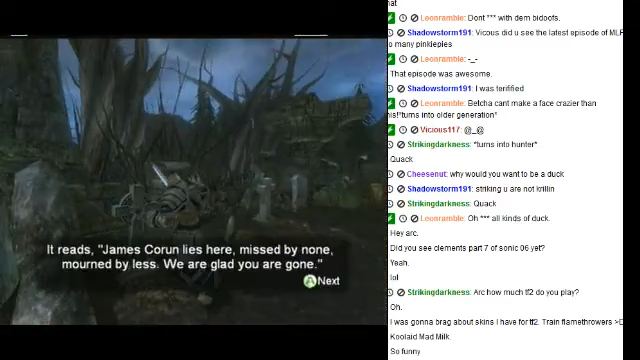 It reads, "James Corun lies here, missed by none,
mourned by less. We are glad you are gone."
A Next
hat
Leonramble: Dont *** with dem bidoofs.
Shadowstorm191: Vicous did u see the latest episode of MLF
o many pinkiepies
Leonramble: -_-
That episode was awesome.
Shadowstorm191: I was terified
Leonramble: Betcha cant make a face crazier than
his!*turns into older generation*
Vicious117: @_@
Strikingdarkness: *turns into hunter*
Quack
Cheesenut: why would you want to be a duck
Shadowstorm191: striking u are not krillin
Strikingdarkness: Quack
Leonramble: Oh *** all kinds of duck.
Hey arc.
Did you see clements part 7 of sonic 06 yet?
Yeah.
lol
Strikingdarkness: Arc how much tf2 do you play?
Oh.
I was gonna brag about skins I have for tf2. Train flamethrowers >D
Koolaid Mad Milk.
So funny